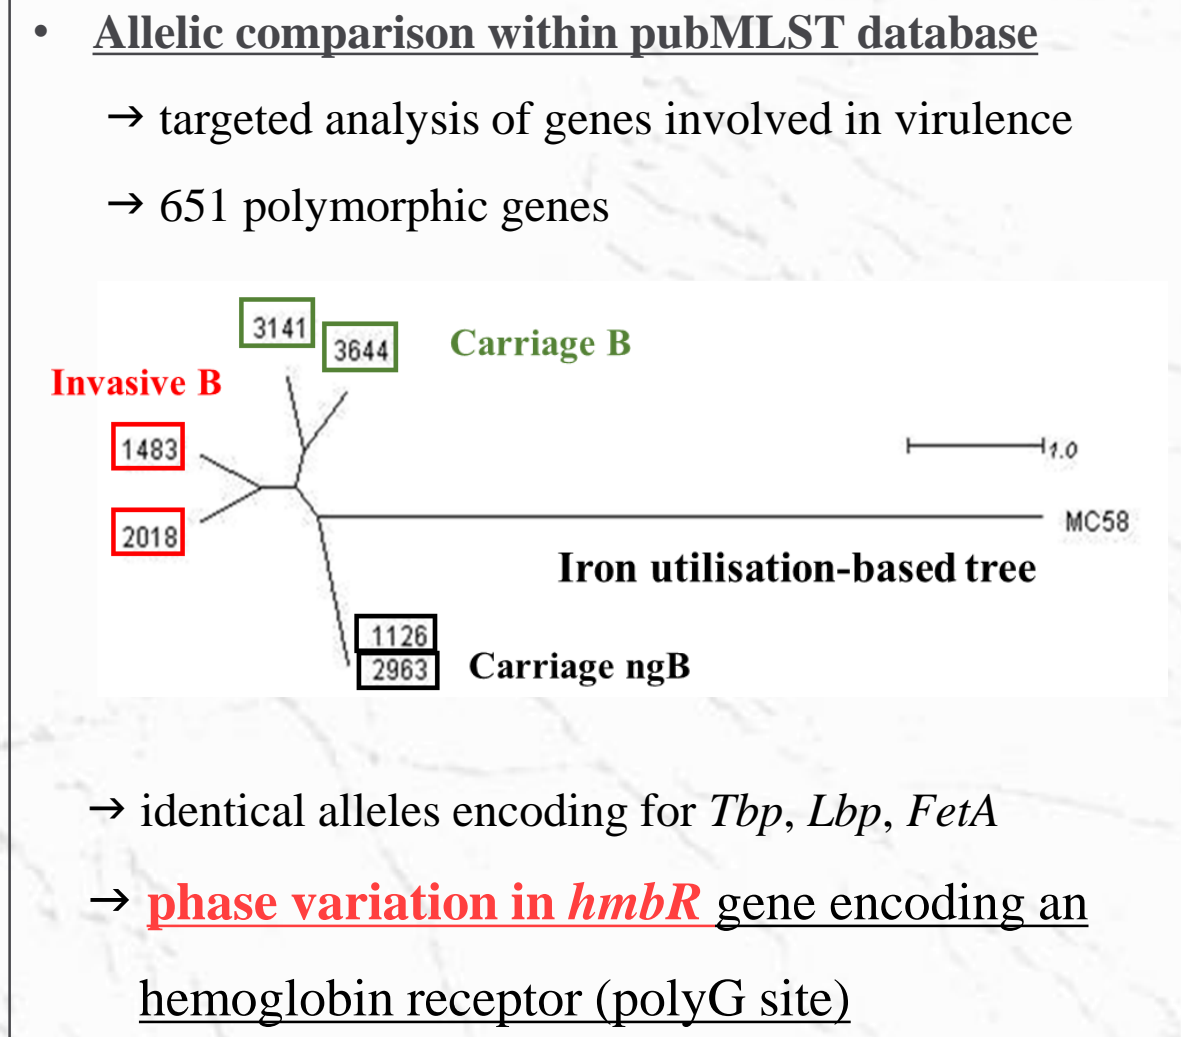 • Allelic comparison within pubMLST database
→ targeted analysis of genes involved in virulence
→ 651 polymorphic genes
3141
3644
Carriage B
Invasive B
1483
1.0
2018
MC58
Iron utilisation-based tree
1126
2963
Carriage ngB
→ identical alleles encoding for Tbp, Lbp, FetA
→ phase variation in hmbR gene encoding an
hemoglobin receptor (polyG site)